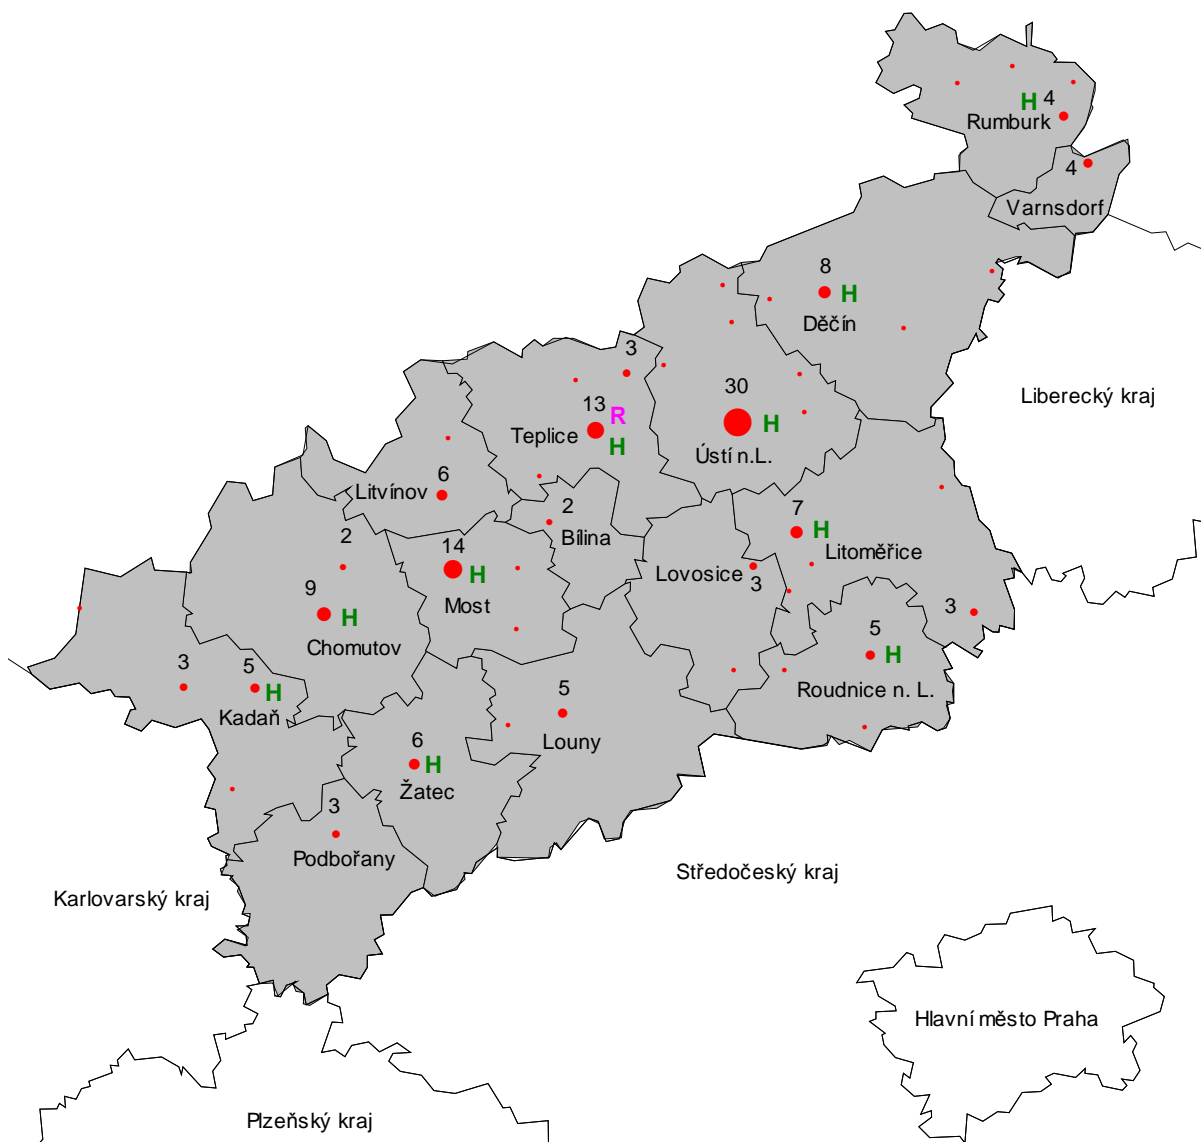 4
H
Rumburk
4
Varnsdorf
8
H
Děčín
3
30
H
Ústí n.L.
13
R
H
Teplice
Liberecký kraj
6
Litvínov
2
Bílina
7
H
Litoměřice
14
H
Most
2
Lovosice
3
9
H
Chomutov
3
5
H
Roudnice n. L.
3
5
H
Kadaň
5
Louny
6
H
Žatec
3
Podbořany
Středočeský kraj
Karlovarský kraj
Hlavní město Praha
Plzeňský kraj